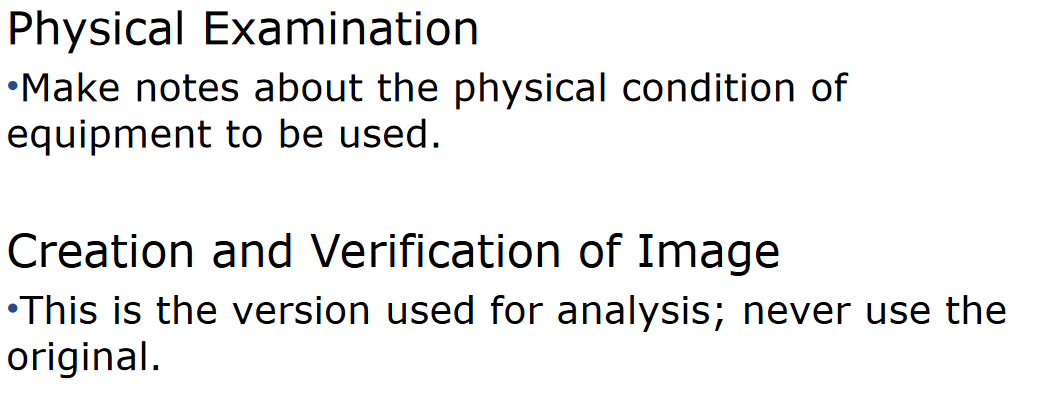 Physical Examination
•Make notes about the physical condition of
equipment to be used.
Creation and Verification of Image
•This is the version used for analysis; never use the
original.